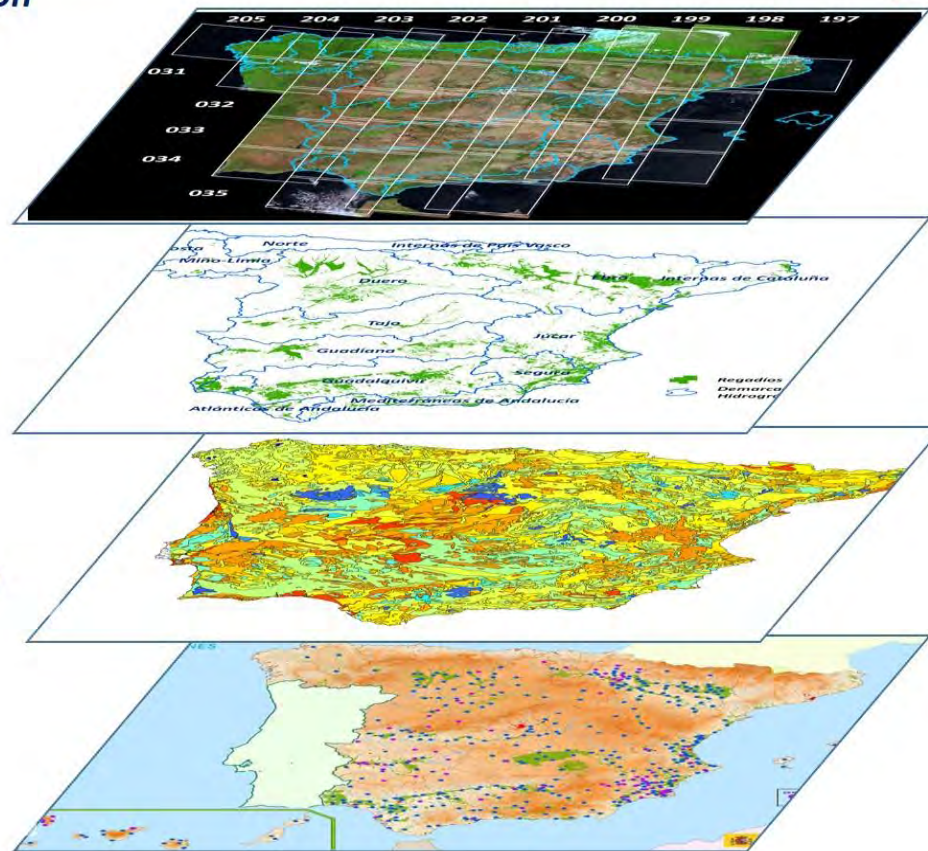 205 204 203 202 201 200 199 198 197
031
032
033
034
035
Norte Internas de País Vasco
Miño-Limia
Duero Ebro Internas de Cataluña
Tajo Júcar
Guadiana
Segura
Guadalquivir Regadíos
Mediterráneas de Andalucía
Atlánticas de Andalucía